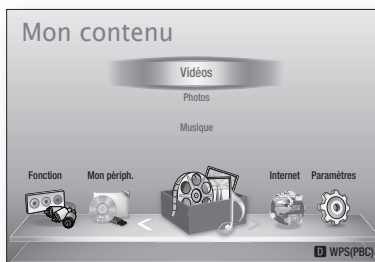 Mon contenu
Vidéos
Photos
Musique
Fonction Mon périph. Internet Paramètres
D WPS(PBC)